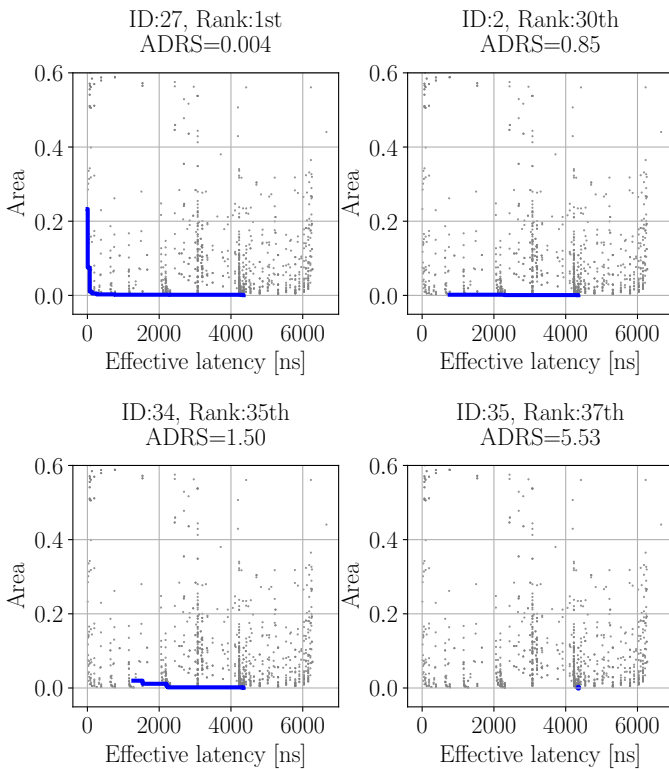 ID:27, Rank:1st
ADRS=0.004
0.6
0.4
0.2
0.0
Area
0 2000 4000 6000
Effective latency [ns]
ID:2, Rank:30th
ADRS=0.85
0.6
0.4
0.2
0.0
Area
0 2000 4000 6000
Effective latency [ns]
ID:34, Rank:35th
ADRS=1.50
0.6
0.4
0.2
0.0
Area
0 2000 4000 6000
Effective latency [ns]
ID:35, Rank:37th
ADRS=5.53
0.6
0.4
0.2
0.0
Area
0 2000 4000 6000
Effective latency [ns]